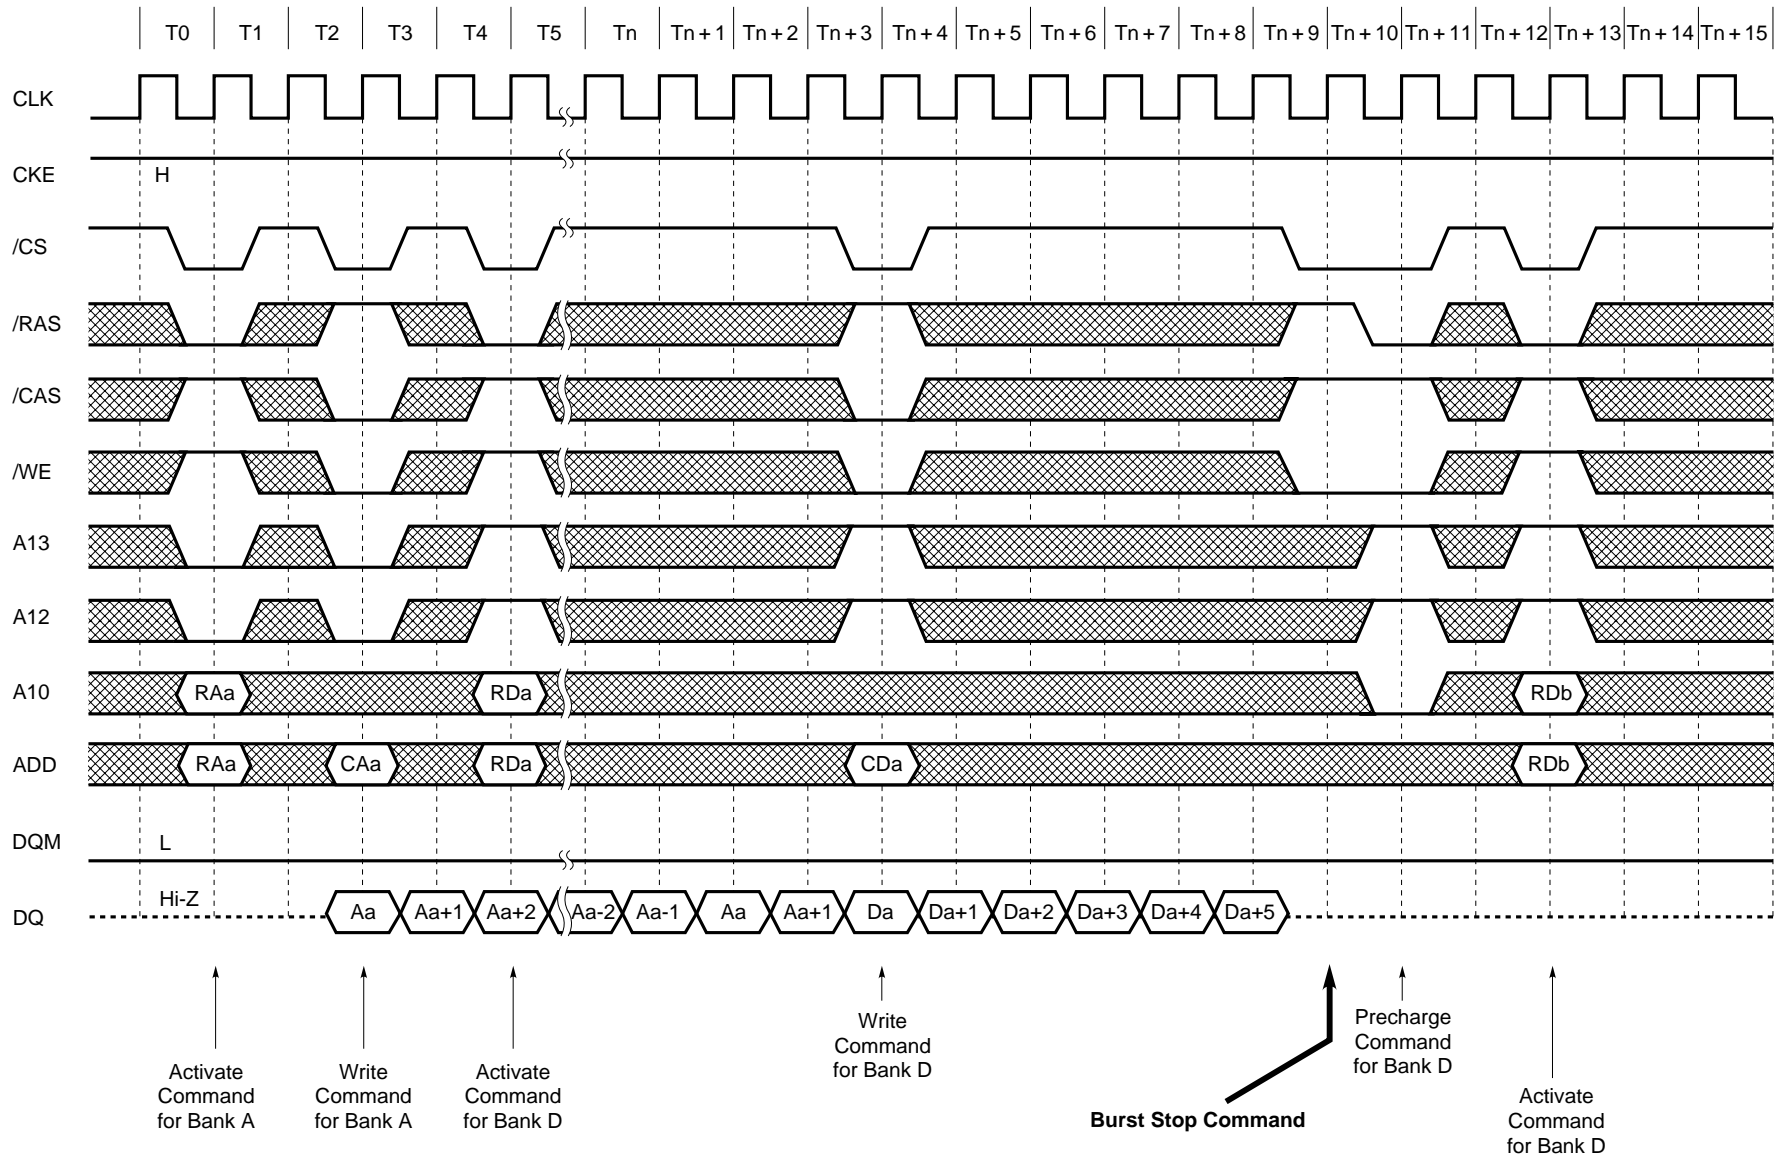 T0 T1 T2 T3 T4 T5 Tn Tn + 1 Tn + 2 Tn + 3 Tn + 4 Tn + 5 Tn + 6 Tn + 7 Tn + 8 Tn + 9 Tn + 10 Tn + 11 Tn + 12 Tn + 13 Tn + 14 Tn + 15
CLK
CKE H
/CS
/RAS
/CAS
/WE
A13
A12
A10 RAa RDa RDb
ADD RAa CAa RDa CDa RDb
DQM L
Hi-Z
DQ Aa Aa+1 Aa+2 Aa-2 Aa-1 Aa Aa+1 Da Da+1 Da+2 Da+3 Da+4 Da+5
Activate
Command
for Bank A
Write
Command
for Bank A
Activate
Command
for Bank D
Write
Command
for Bank D
Burst Stop Command
Precharge
Command
for Bank D
Activate
Command
for Bank D